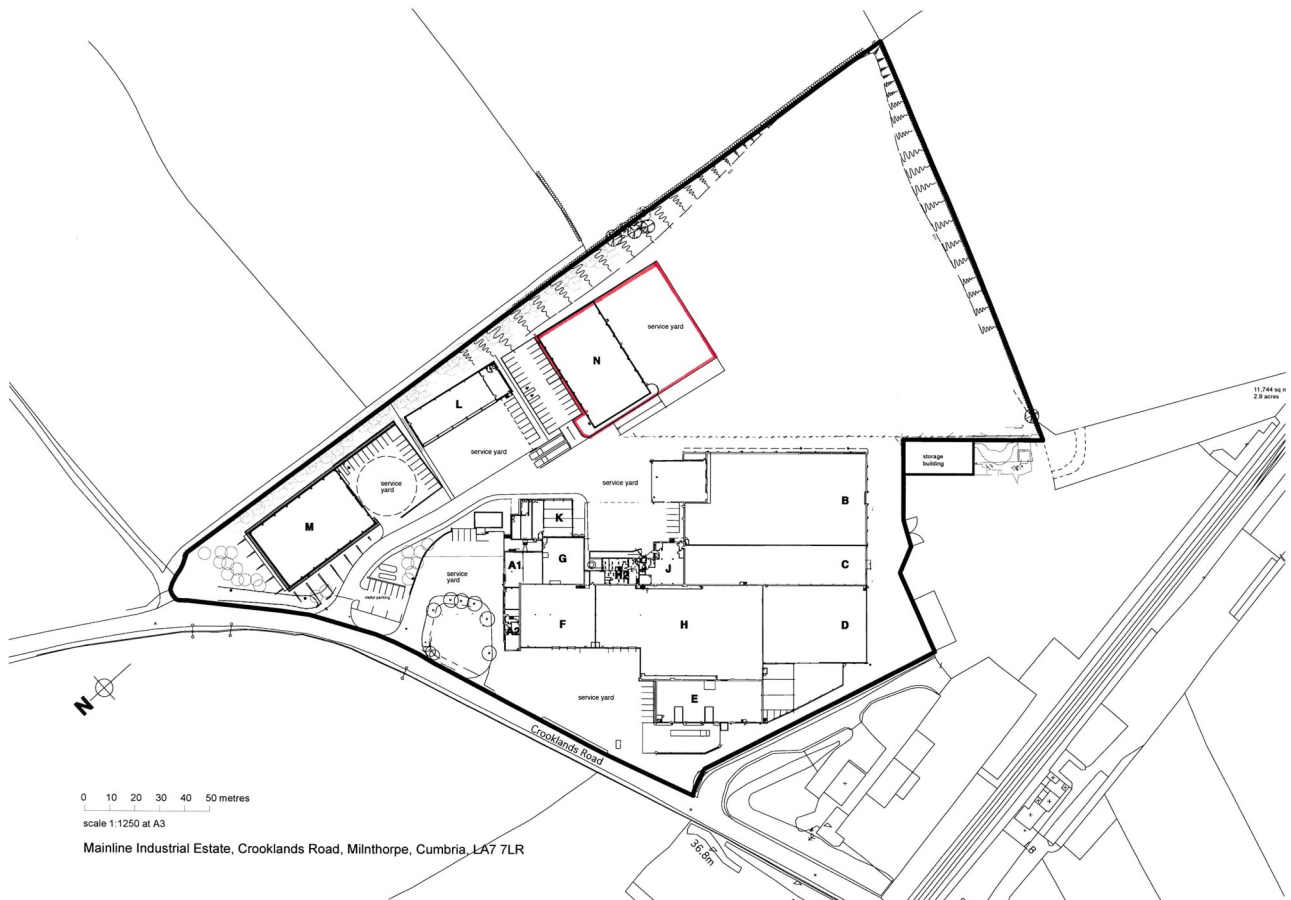 service yard
N
L
service yard
11,744 sq n
2.9 acres
storage
building
service
yard
service yard
B
M
K
service
yard
A1
G
H2
J
C
visitor parking
A2
F
H
D
service yard
E
N
Crooklands Road
0 10 20 30 40 50 metres
scale 1:1250 at A3
Mainline Industrial Estate, Crooklands Road, Milnthorpe, Cumbria, LA7 7LR
36.8m
B